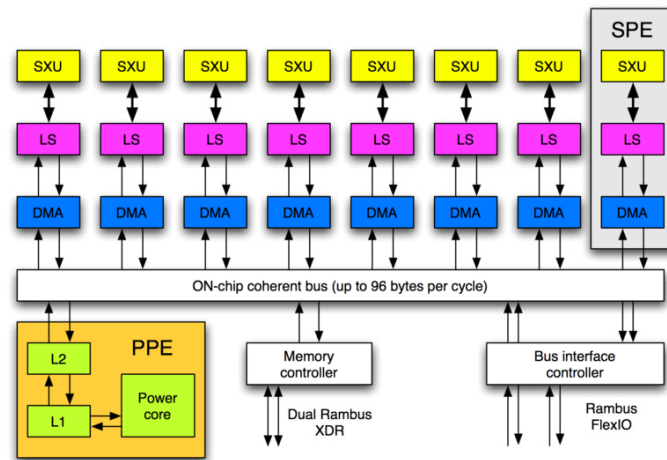 SPE
SXU SXU SXU SXU SXU SXU SXU SXU
LS LS LS LS LS LS LS LS
DMA DMA DMA DMA DMA DMA DMA DMA
ON-chip coherent bus (up to 96 bytes per cycle)
PPE
L2
L1
Power
core
Memory
controller
Dual Rambus
XDR
Bus interface
controller
Rambus
FlexIO